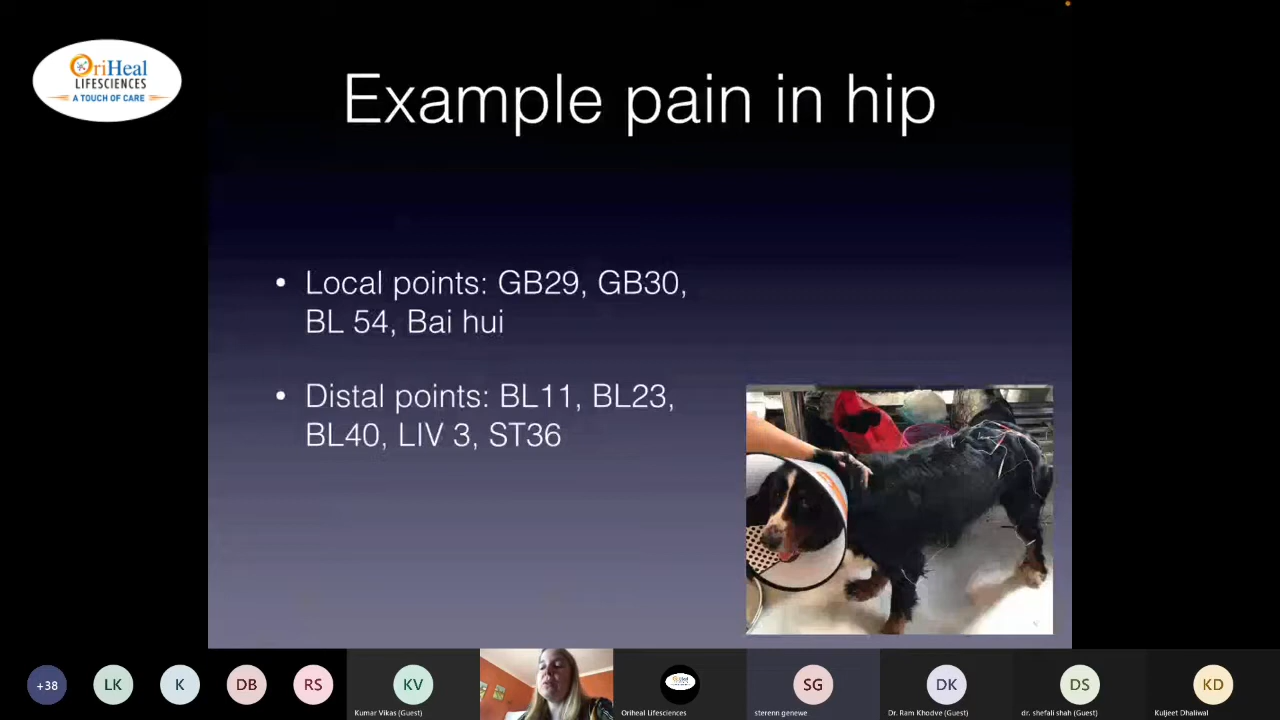 OriHeal
LIFESCIENCES
A TOUCH OF CARE
Example pain in hip
• Local points: GB29, GB30,
BL 54, Bai hui
• Distal points: BL11, BL23,
BL40, LIV 3, ST36
+38
LK
K
DB
RS
KV
SG
DK
DS
KD
Kumar Vikas (Guest)
Oriheal Lifesciences
sterenn genewe
Dr. Ram Khodve (Guest)
dr. shefali shah (Guest)
Kuljeet Dhaliwal